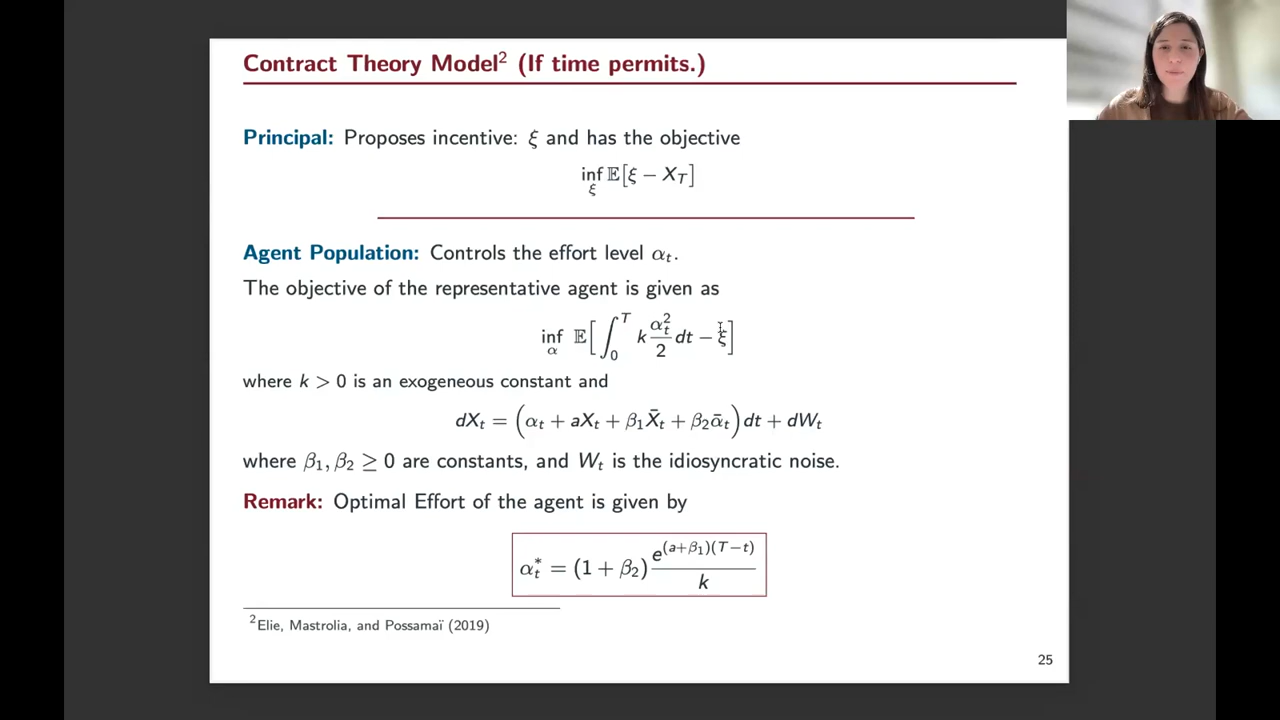 Contract Theory Model² (If time permits.)
Principal: Proposes incentive: ξ and has the objective
inf_ξ 𝔼[ξ − X_T]
Agent Population: Controls the effort level α_t.
The objective of the representative agent is given as
inf_α 𝔼[∫_0^T k α_t²/2 dt − ξ]
where k > 0 is an exogeneous constant and
dX_t = (α_t + aX_t + β_1 X̄_t + β_2 ᾱ_t)dt + dW_t
where β_1, β_2 ≥ 0 are constants, and W_t is the idiosyncratic noise.
Remark: Optimal Effort of the agent is given by
α_t^* = (1 + β_2) e^{(a+β_1)(T−t)}/k
²Elie, Mastrolia, and Possamaï (2019)
25